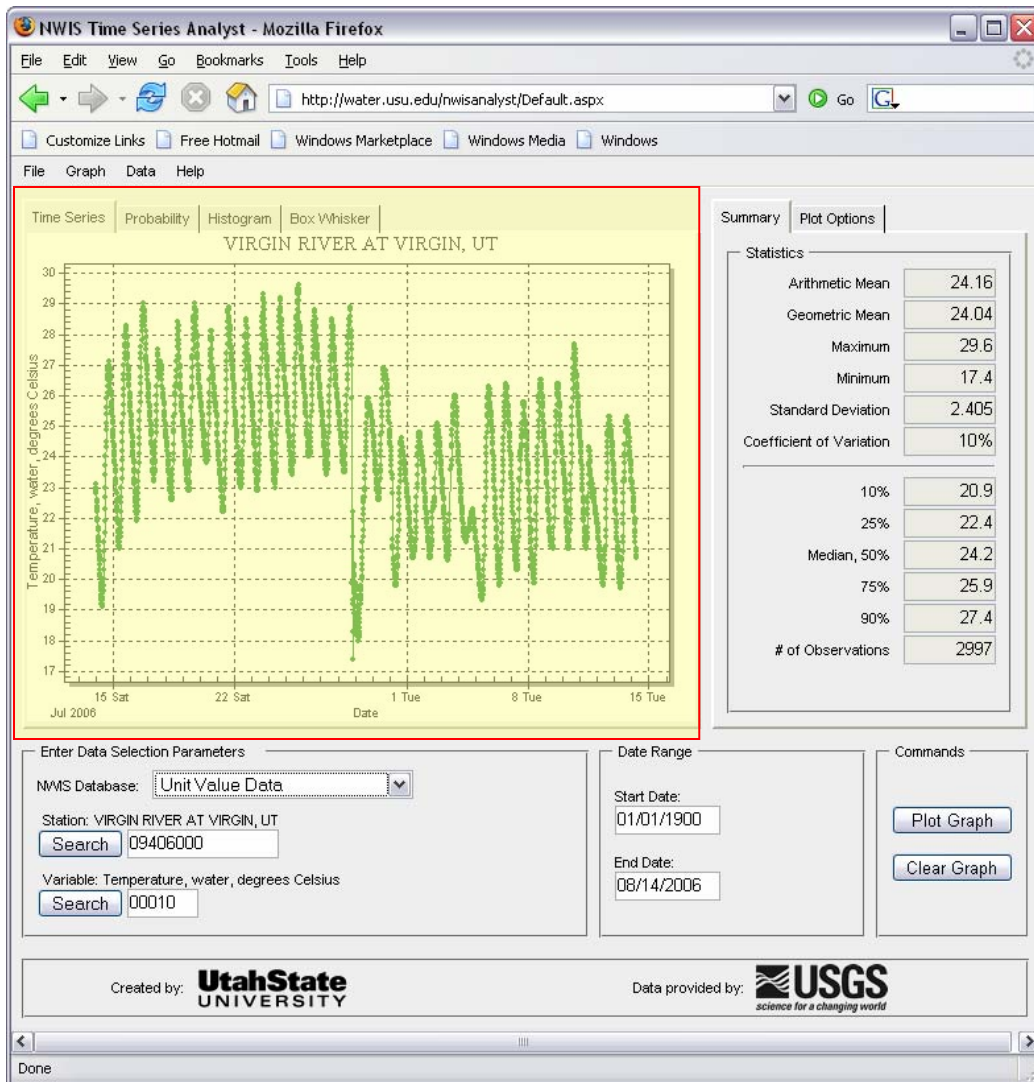 NWIS Time Series Analyst - Mozilla Firefox
File Edit View Go Bookmarks Tools Help
http://water.usu.edu/nwisanalyst/Default.aspx Go G
Customize Links Free Hotmail Windows Marketplace Windows Media Windows
File Graph Data Help
Time Series Probability Histogram Box Whisker
VIRGIN RIVER AT VIRGIN, UT
Temperature, water, degrees Celsius
30
29
28
27
26
25
24
23
22
21
20
19
18
17
15 Sat 22 Sat 1 Tue 8 Tue 15 Tue
Jul 2006 Date
Summary Plot Options
Statistics
Arithmetic Mean 24.16
Geometric Mean 24.04
Maximum 29.6
Minimum 17.4
Standard Deviation 2.405
Coefficient of Variation 10%
10% 20.9
25% 22.4
Median, 50% 24.2
75% 25.9
90% 27.4
# of Observations 2997
Enter Data Selection Parameters
NWIS Database: Unit Value Data
Station: VIRGIN RIVER AT VIRGIN, UT
Search 09406000
Variable: Temperature, water, degrees Celsius
Search 00010
Date Range
Start Date:
01/01/1900
End Date:
08/14/2006
Commands
Plot Graph
Clear Graph
Created by: UtahState
UNIVERSITY
Data provided by: USGS
science for a changing world
Done